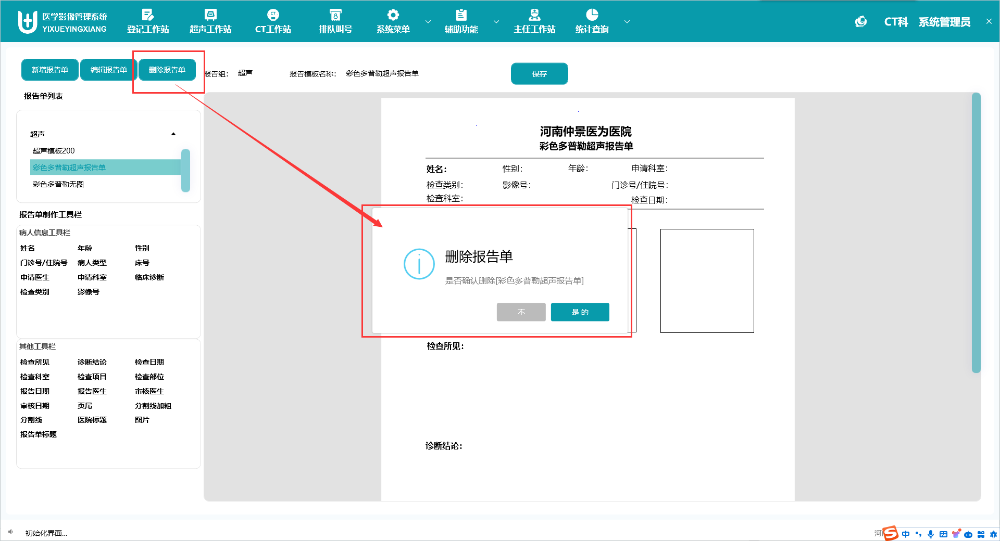 医学影像管理系统
YIXUEYINGXIANG
登记工作站
超声工作站
CT
CT工作站
排队叫号
系统菜单
辅助功能
主任工作站
统计查询
CT科
系统管理员
新增报告单
编辑报告单
删除报告单
报告组：
超声
报告模板名称：
彩色多普勒超声报告单
保存
报告单列表
超声
超声模板200
彩色多普勒超声报告单
彩色多普勒无图
报告单制作工具栏
病人信息工具栏
姓名 年龄 性别
门诊号/住院号 病人类型 床号
申请医生 申请科室 临床诊断
检查类别 影像号
其他工具栏
检查所见 诊断结论 检查日期
检查科室 检查项目 检查部位
报告日期 报告医生 审核医生
审核日期 页尾 分割线加粗
分割线 医院标题 图片
报告单标题
河南仲景医为医院
彩色多普勒超声报告单
姓名： 性别： 年龄： 申请科室：
检查类别： 影像号： 门诊号/住院号：
检查科室： 检查日期：
删除报告单
是否确认删除[彩色多普勒超声报告单]
不
是的
检查所见：
诊断结论：
初始化界面...
河
中